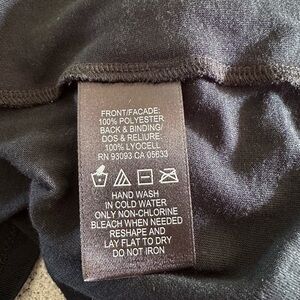 FRONT/FACADE:
100% POLYESTER
BACK & BINDING/
DOS & RELIURE:
100% LYOCELL
RN 93093 CA 05633
HAND WASH
IN COLD WATER
ONLY NON-CHLORINE
BLEACH WHEN NEEDED
RESHAPE AND
LAY FLAT TO DRY
DO NOT IRON